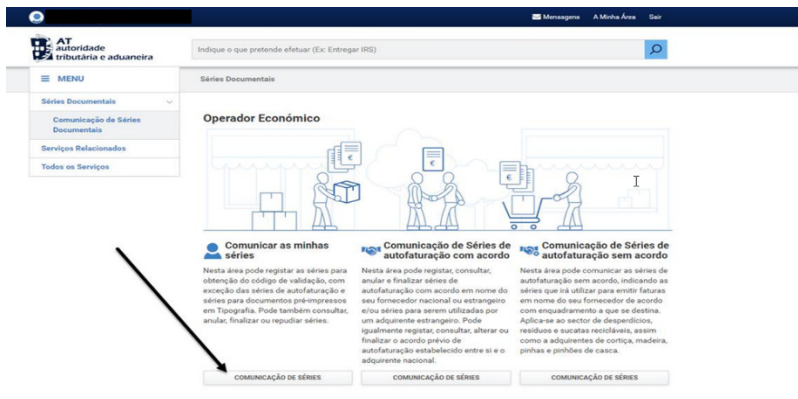 Mensagens A Minha Área Sair
AT
autoridade
tributária e aduaneira
Indique o que pretende efetuar (Ex: Entregar IRS)
MENU
Séries Documentais
Séries Documentais
Comunicação de Séries
Documentais
Serviços Relacionados
Todos os Serviços
Operador Económico
Comunicar as minhas
séries
Nesta área pode registar as séries para
obtenção do código de validação, com
exceção das séries de autofaturação e
séries para documentos pré-impressos
em Tipografia. Pode também consultar,
anular, finalizar ou repudiar séries.
COMUNICAÇÃO DE SÉRIES
Comunicação de Séries de
autofaturação com acordo
Nesta área pode registar, consultar,
anular e finalizar séries de
autofaturação com acordo em nome do
seu fornecedor nacional ou estrangeiro
e/ou séries para serem utilizadas por
um adquirente estrangeiro. Pode
igualmente registar, consultar, alterar ou
finalizar o acordo prévio de
autofaturação estabelecido entre si e o
adquirente nacional.
COMUNICAÇÃO DE SÉRIES
Comunicação de Séries de
autofaturação sem acordo
Nesta área pode comunicar as séries de
autofaturação sem acordo, indicando as
séries que irá utilizar para emitir faturas
em nome do seu fornecedor de acordo
com enquadramento a que se destina.
Aplica-se ao sector de desperdícios,
resíduos e sucatas recicláveis, assim
como a adquirentes de cortiça, madeira,
pinhas e pinhões de casca.
COMUNICAÇÃO DE SÉRIES